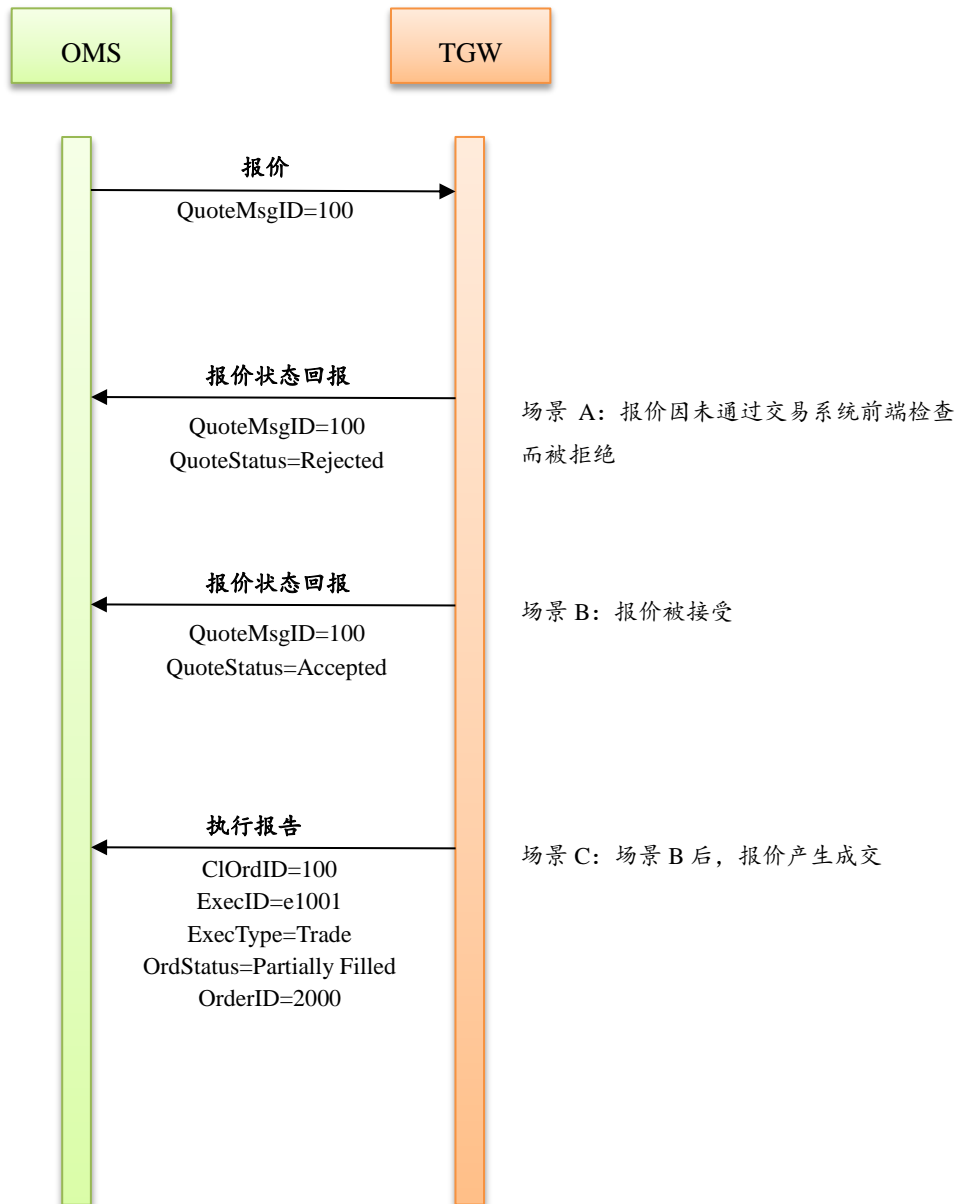 OMS
TGW
报价
QuoteMsgID=100
报价状态回报
QuoteMsgID=100
QuoteStatus=Rejected
场景 A：报价因未通过交易系统前端检查
而被拒绝
报价状态回报
QuoteMsgID=100
QuoteStatus=Accepted
场景 B：报价被接受
执行报告
ClOrdID=100
ExecID=e1001
ExecType=Trade
OrdStatus=Partially Filled
OrderID=2000
场景 C：场景 B 后，报价产生成交